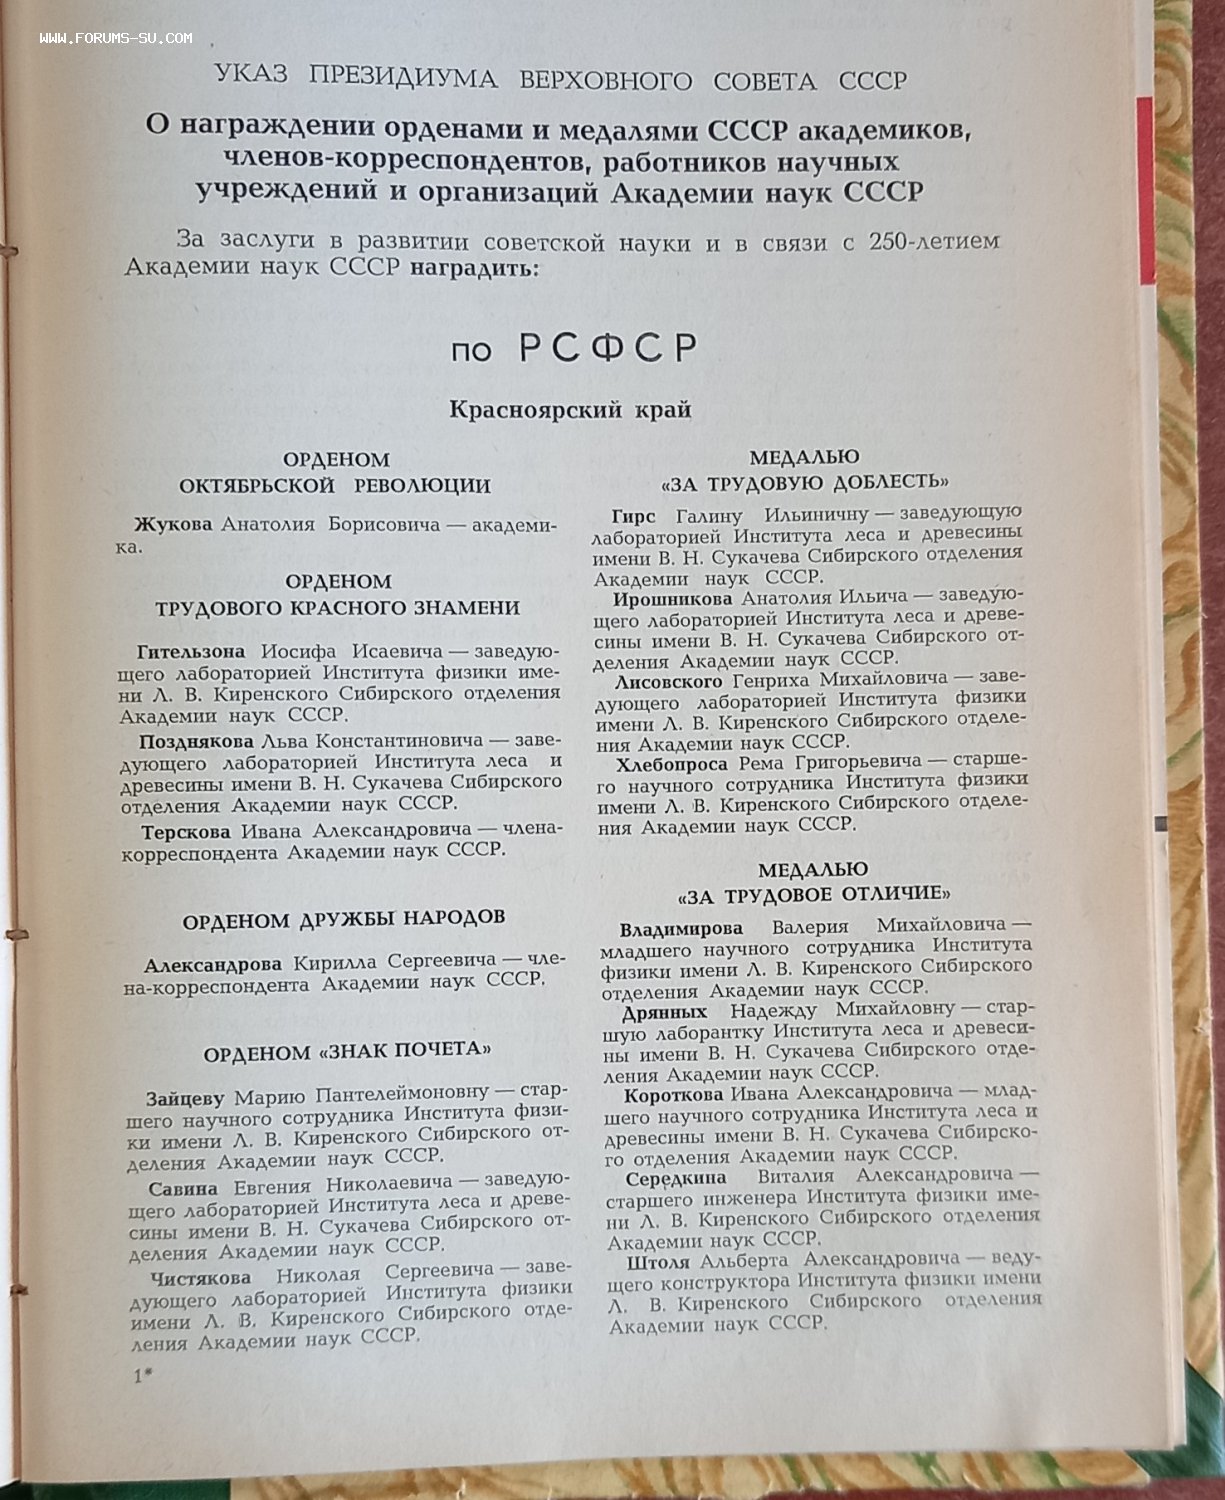 WWW.FORUMS-SU.COM
УКАЗ ПРЕЗИДИУМА ВЕРХОВНОГО СОВЕТА СССР
О награждении орденами и медалями СССР академиков,
членов-корреспондентов, работников научных
учреждений и организаций Академии наук СССР
За заслуги в развитии советской науки и в связи с 250-летием
Академии наук СССР наградить:
по РСФСР
Красноярский край
ОРДЕНОМ
ОКТЯБРЬСКОЙ РЕВОЛЮЦИИ
Жукова Анатолия Борисовича — академи-
ка.
ОРДЕНОМ
ТРУДОВОГО КРАСНОГО ЗНАМЕНИ
Гительзона Иосифа Исаевича — заведую-
щего лабораторией Института физики име-
ни Л. В. Киренского Сибирского отделения
Академии наук СССР.
Позднякова Льва Константиновича — заве-
дующего лабораторией Института леса и
древесины имени В. Н. Сукачева Сибирского
отделения Академии наук СССР.
Терскова Ивана Александровича — члена-
корреспондента Академии наук СССР.
ОРДЕНОМ ДРУЖБЫ НАРОДОВ
Александрова Кирилла Сергеевича — чле-
на-корреспондента Академии наук СССР.
ОРДЕНОМ «ЗНАК ПОЧЕТА»
Зайцеву Марию Пантелеймоновну — стар-
шего научного сотрудника Института физи-
ки имени Л. В. Киренского Сибирского от-
деления Академии наук СССР.
Савина Евгения Николаевича — заведую-
щего лабораторией Института леса и древе-
сины имени В. Н. Сукачева Сибирского от-
деления Академии наук СССР.
Чистякова Николая Сергеевича — заве-
дующего лабораторией Института физики
имени Л. В. Киренского Сибирского отде-
ления Академии наук СССР.
1*
МЕДАЛЬЮ
«ЗА ТРУДОВУЮ ДОБЛЕСТЬ»
Гирс Галину Ильиничну — заведующую
лабораторией Института леса и древесины
имени В. Н. Сукачева Сибирского отделения
Академии наук СССР.
Ирошникова Анатолия Ильича — заведую-
щего лабораторией Института леса и древе-
сины имени В. Н. Сукачева Сибирского от-
деления Академии наук СССР.
Лисовского Генриха Михайловича — заве-
дующего лабораторией Института физики
имени Л. В. Киренского Сибирского отделе-
ния Академии наук СССР.
Хлебопроса Рема Григорьевича — старше-
го научного сотрудника Института физики
имени Л. В. Киренского Сибирского отделе-
ния Академии наук СССР.
МЕДАЛЬЮ
«ЗА ТРУДОВОЕ ОТЛИЧИЕ»
Владимирова Валерия Михайловича —
младшего научного сотрудника Института
физики имени Л. В. Киренского Сибирского
отделения Академии наук СССР.
Дрянных Надежду Михайловну — стар-
шую лаборантку Института леса и древеси-
ны имени В. Н. Сукачева Сибирского отде-
ления Академии наук СССР.
Короткова Ивана Александровича — млад-
шего научного сотрудника Института леса и
древесины имени В. Н. Сукачева Сибирско-
го отделения Академии наук СССР.
Середкина Виталия Александровича —
старшего инженера Института физики име-
ни Л. В. Киренского Сибирского отделения
Академии наук СССР.
Штоля Альберта Александровича — веду-
щего конструктора Института физики имени
Л. В. Киренского Сибирского отделения
Академии наук СССР.